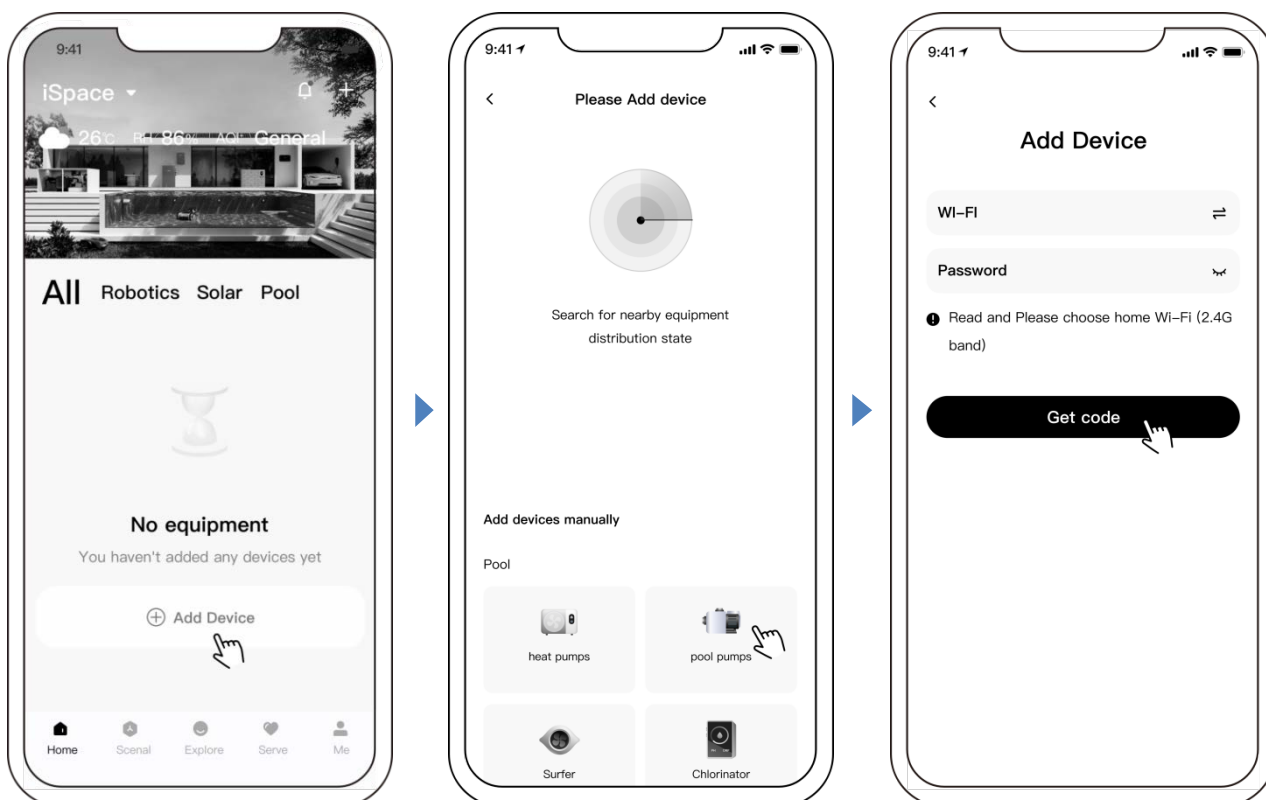 9:41
iSpace
26°C RH 86% AQI General
All Robotics Solar Pool
No equipment
You haven't added any devices yet
Add Device
Home Scenal Explore Serve Me
9:41
Please Add device
Search for nearby equipment
distribution state
Add devices manually
Pool
heat pumps pool pumps
Surfer Chlorinator
9:41
Add Device
WI-FI
Password
Read and Please choose home Wi-Fi (2.4G
band)
Get code